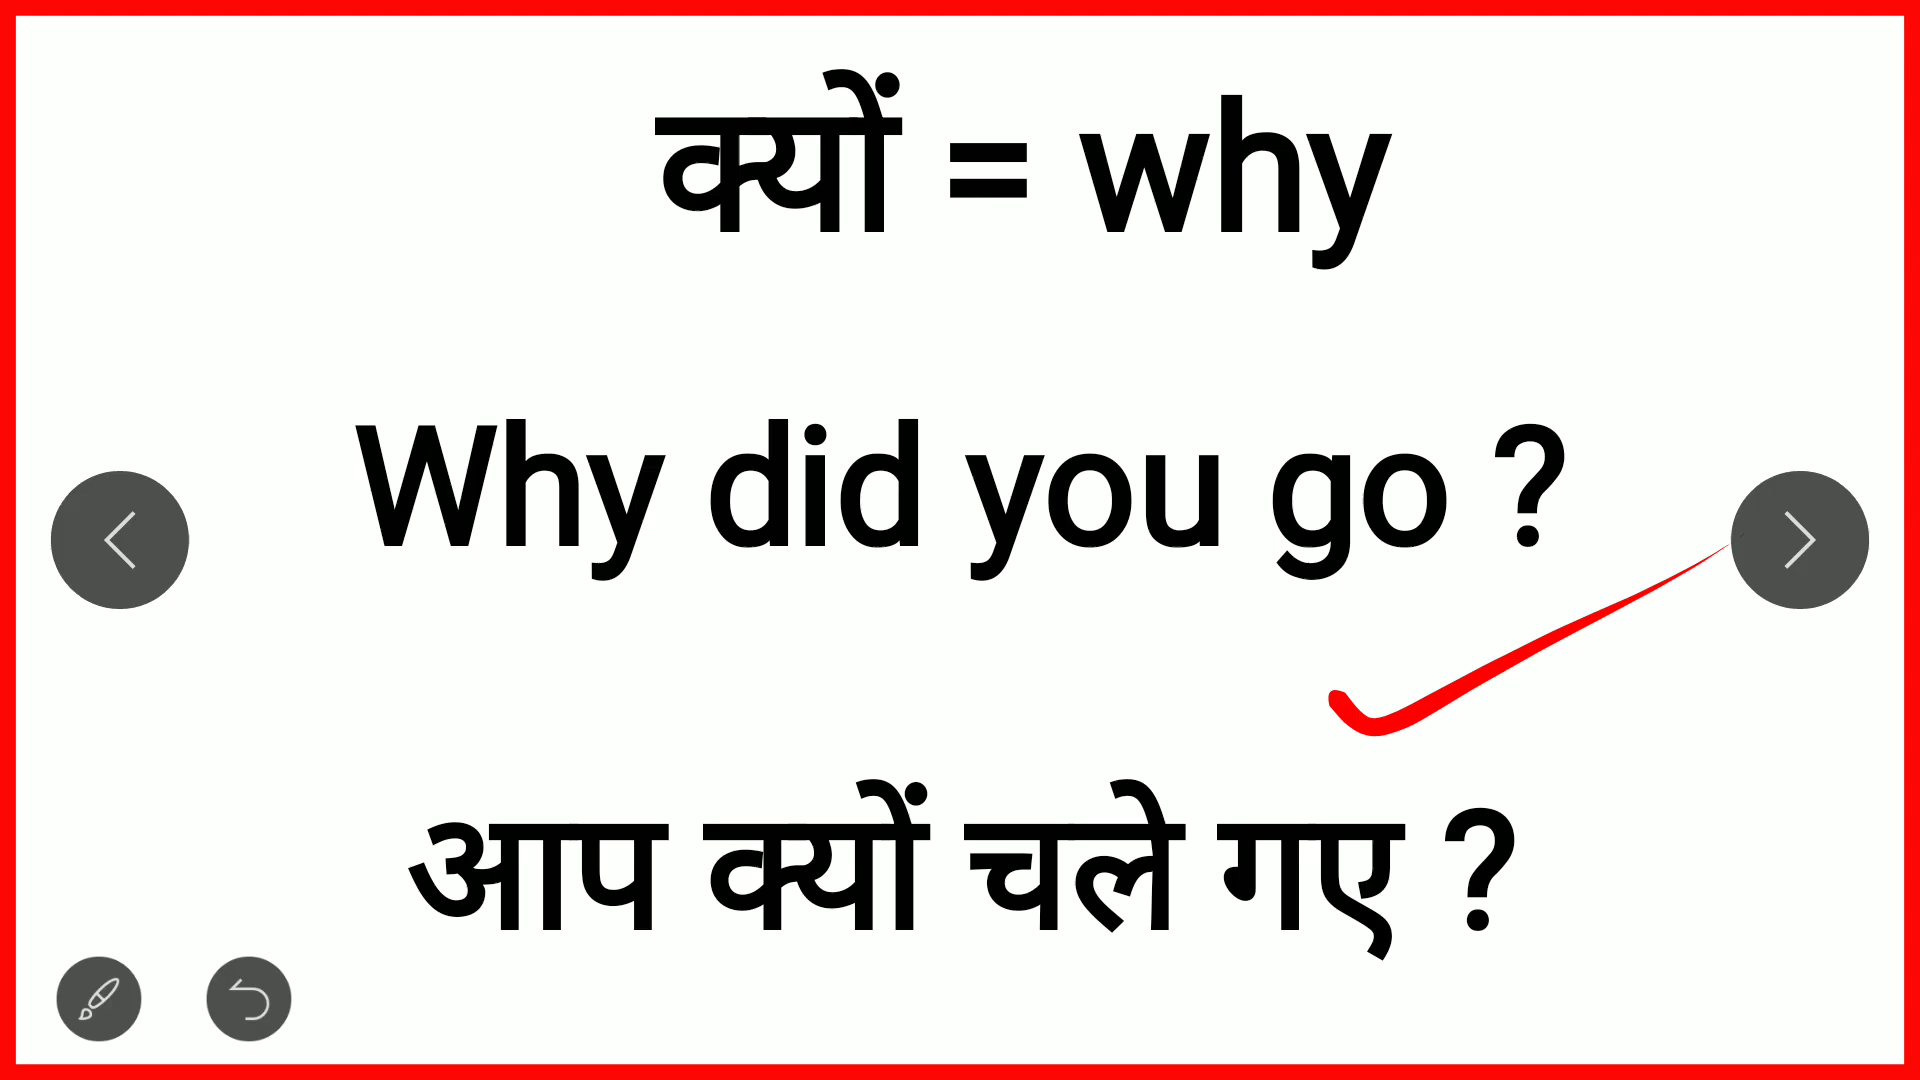 क्यों = why
Why did you go ?
आप क्यों चले गए ?